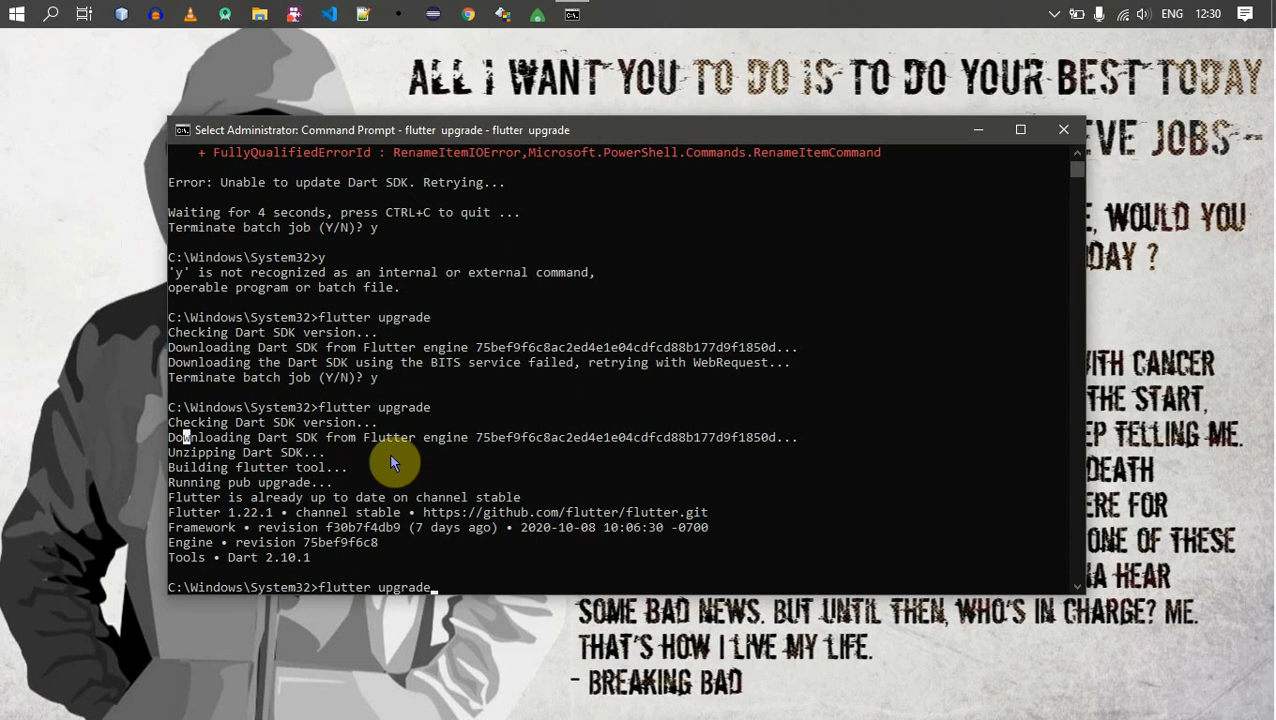 ENG
12:30
ALL I WANT YOU TO DO IS TO DO YOUR BEST TODAY
EVE JOBS --
Select Administrator: Command Prompt - flutter upgrade - flutter upgrade
+ FullyQualifiedErrorId : RenameItemIOError,Microsoft.PowerShell.Commands.RenameItemCommand
Error: Unable to update Dart SDK. Retrying...
Waiting for 4 seconds, press CTRL+C to quit ...
Terminate batch job (Y/N)? y
C:\Windows\System32>y
'y' is not recognized as an internal or external command,
operable program or batch file.
C:\Windows\System32>flutter upgrade
Checking Dart SDK version...
Downloading Dart SDK from Flutter engine 75bef9f6c8ac2ed4e1e04cdfcd88b177d9f1850d...
Downloading the Dart SDK using the BITS service failed, retrying with WebRequest...
Terminate batch job (Y/N)? y
C:\Windows\System32>flutter upgrade
Checking Dart SDK version...
Downloading Dart SDK from Flutter engine 75bef9f6c8ac2ed4e1e04cdfcd88b177d9f1850d...
Unzipping Dart SDK...
Building flutter tool...
Running pub upgrade...
Flutter is already up to date on channel stable
Flutter 1.22.1 • channel stable • https://github.com/flutter/flutter.git
Framework • revision f30b7f4db9 (7 days ago) • 2020-10-08 10:06:30 -0700
Engine • revision 75bef9f6c8
Tools • Dart 2.10.1
C:\Windows\System32>flutter upgrade
E, WOULD YOU
DAY ?
WITH CANCER
THE START,
EP TELLING ME.
DEATH
ERE FOR
ONE OF THESE
NA HEAR
SOME BAD NEWS. BUT UNTIL THEN, WHO'S IN CHARGE? ME.
THAT'S HOW I LIVE MY LIFE.
- BREAKING BAD